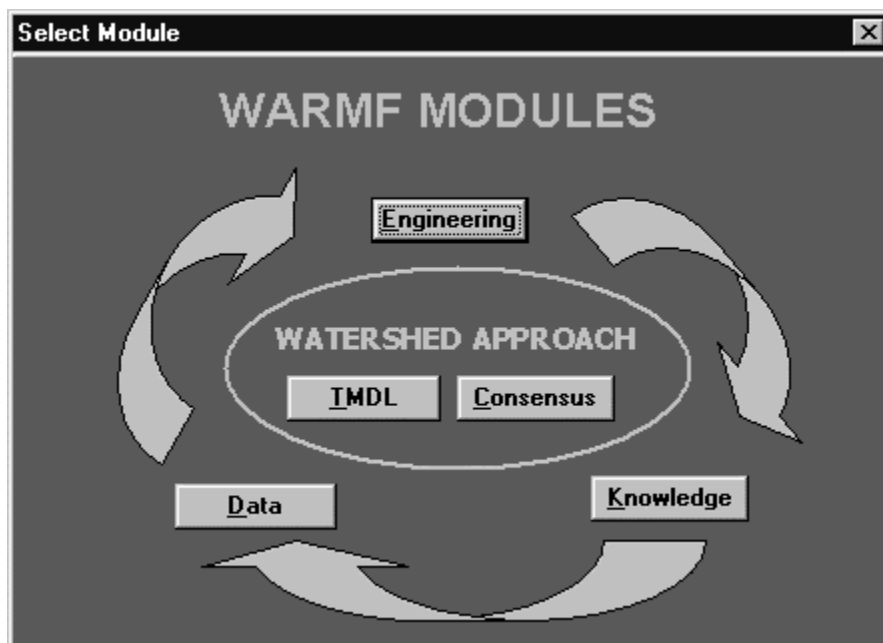 Select Module
WARMF MODULES
Engineering
WATERSHED APPROACH
TMDL Consensus
Data
Knowledge